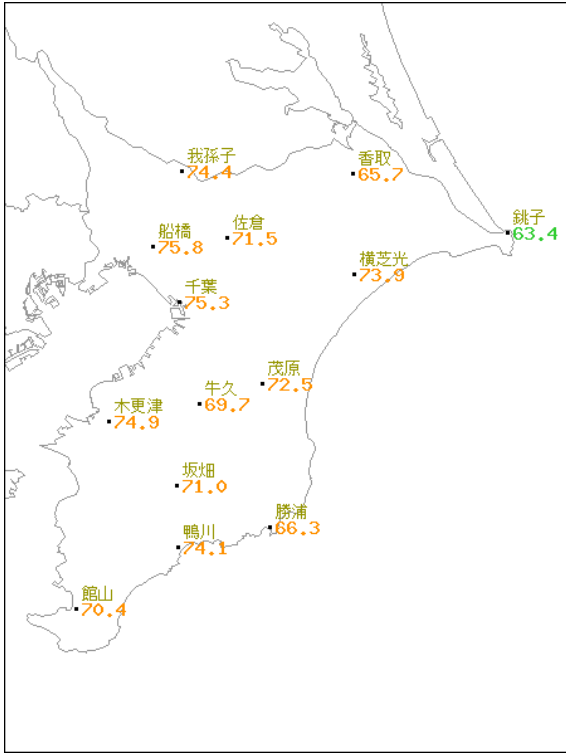 我孫子
74.4
香取
65.7
銚子
63.4
船橋
75.8
佐倉
71.5
横芝光
73.9
千葉
75.3
茂原
72.5
牛久
69.7
木更津
74.9
坂畑
71.0
勝浦
66.3
鴨川
74.1
館山
70.4